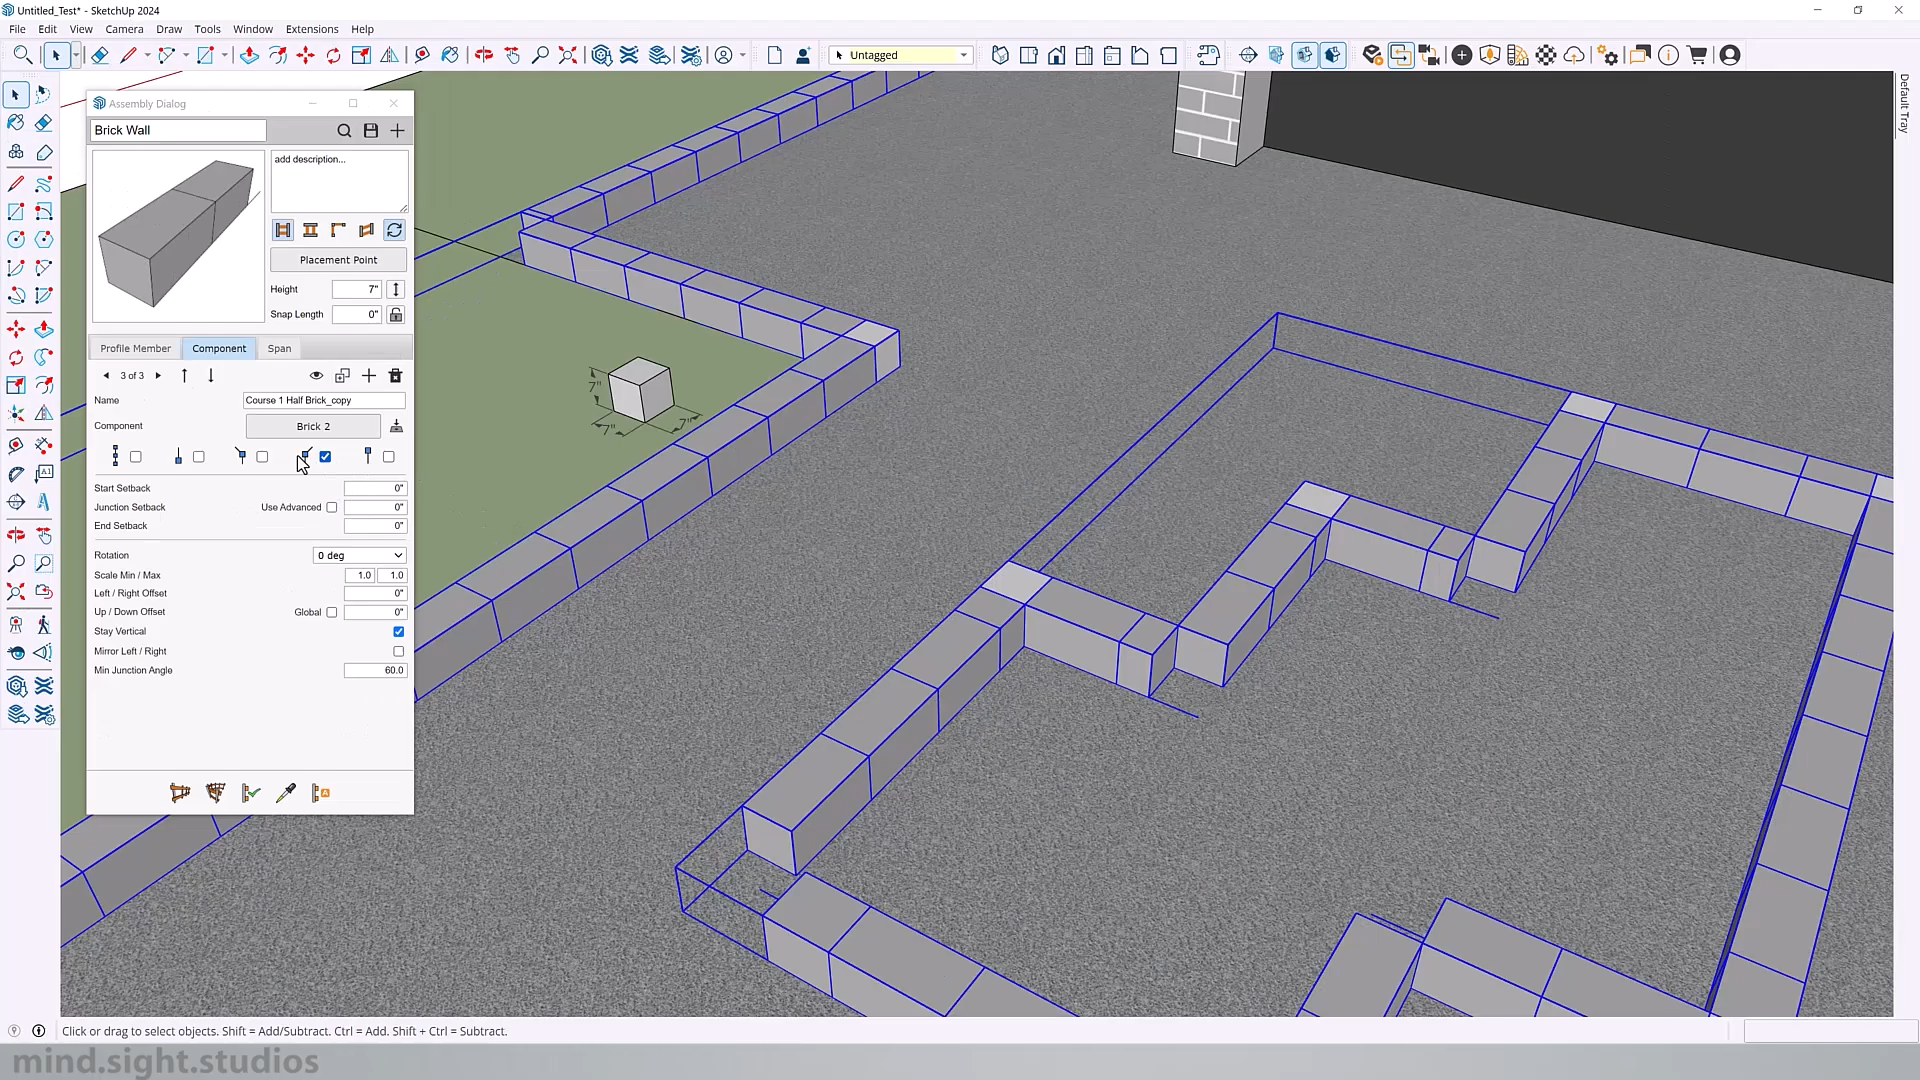 Untitled_Test* - SketchUp 2024
File Edit View Camera Draw Tools Window Extensions Help
Untagged
Default Tray
Assembly Dialog
Brick Wall
add description...
Placement Point
Height 7"
Snap Length 0"
Profile Member Component Span
3 of 3
Name Course 1 Half Brick_copy
Component Brick 2
Start Setback 0"
Junction Setback Use Advanced 0"
End Setback 0"
Rotation 0 deg
Scale Min / Max 1.0 1.0
Left / Right Offset 0"
Up / Down Offset Global 0"
Stay Vertical
Mirror Left / Right
Min Junction Angle 60.0
7"
7"
7"
A1
A
A
Click or drag to select objects. Shift = Add/Subtract. Ctrl = Add. Shift + Ctrl = Subtract.
mind.sight.studios